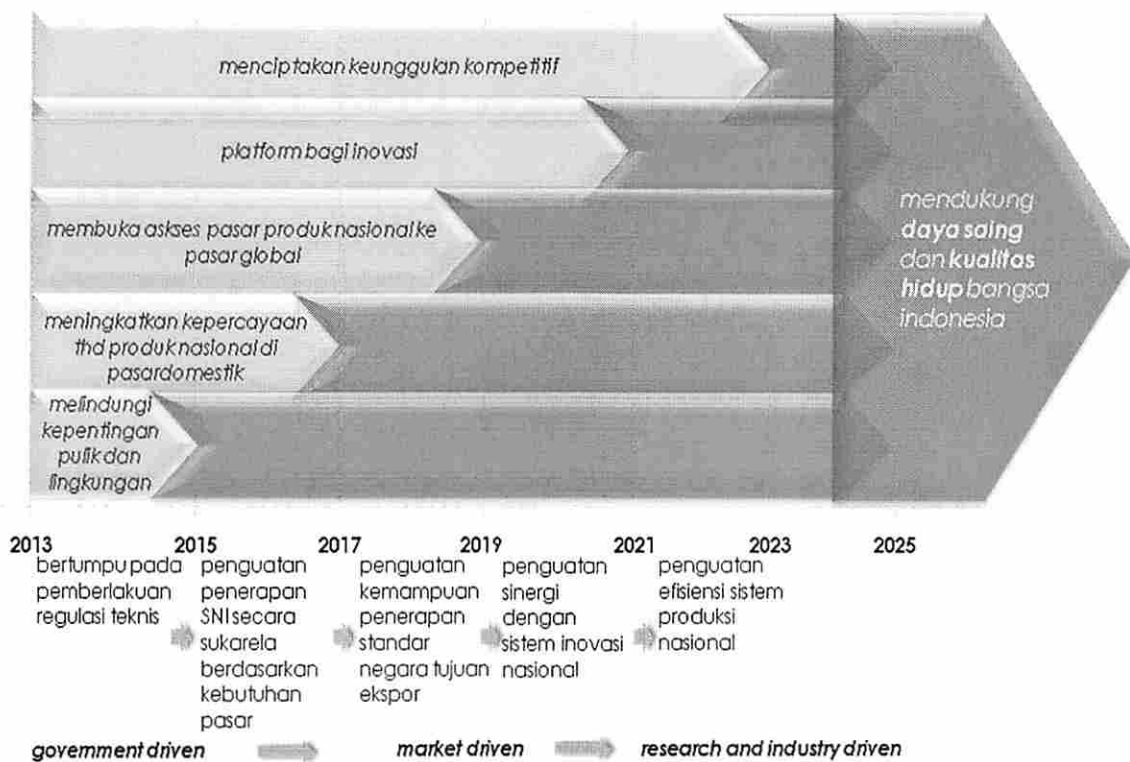 menciptakan keunggulan kompetitif
platform bagi inovasi
membuka askses pasar produk nasional ke
pasar global
meningkatkan kepercayaan
thd produk nasional di
pasar domestik
melindungi
kepentingan
pulik dan
lingkungan
mendukung
daya saing
dan kualitas
hidup bangsa
indonesia
2013 2015 2017 2019 2021 2023 2025
bertumpu pada
pemberlakuan
regulasi teknis
penguatan
penerapan
SNI secara
sukarela
berdasarkan
kebutuhan
pasar
penguatan
kemampuan
penerapan
standar
negara tujuan
ekspor
penguatan
sinergi
dengan
sistem inovasi
nasional
penguatan
efisiensi sistem
produksi
nasional
government driven market driven research and industry driven